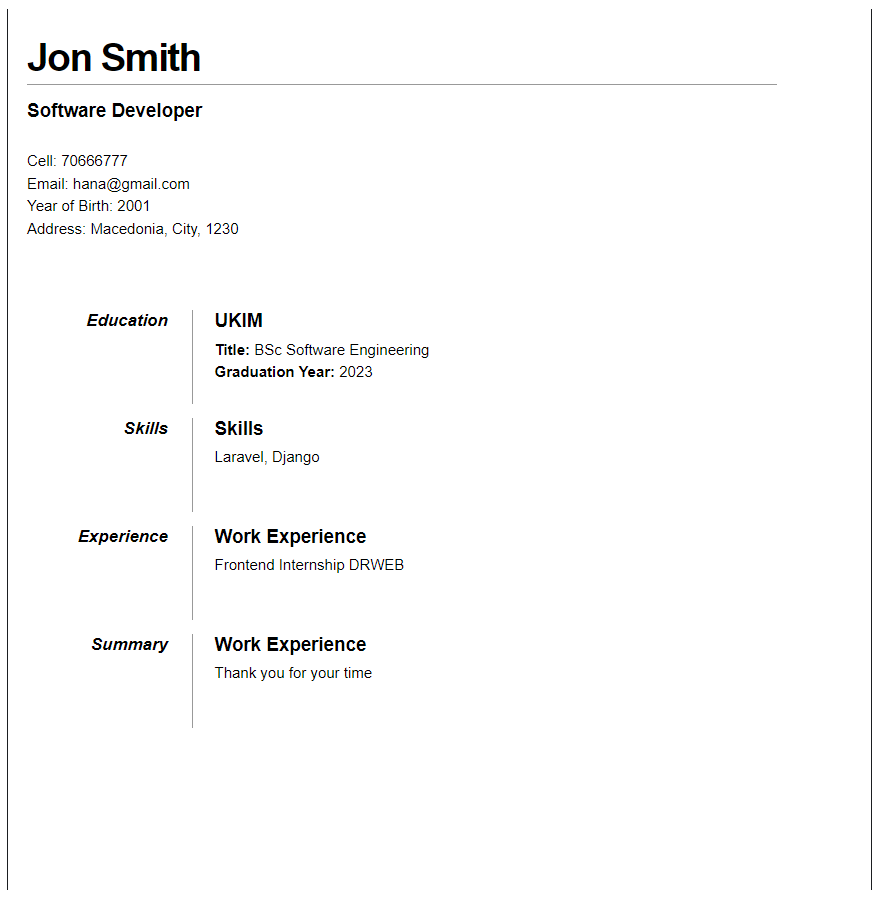 Jon Smith
Software Developer
Cell: 70666777
Email: hana@gmail.com
Year of Birth: 2001
Address: Macedonia, City, 1230
Education
UKIM
Title: BSc Software Engineering
Graduation Year: 2023
Skills
Skills
Laravel, Django
Experience
Work Experience
Frontend Internship DRWEB
Summary
Work Experience
Thank you for your time